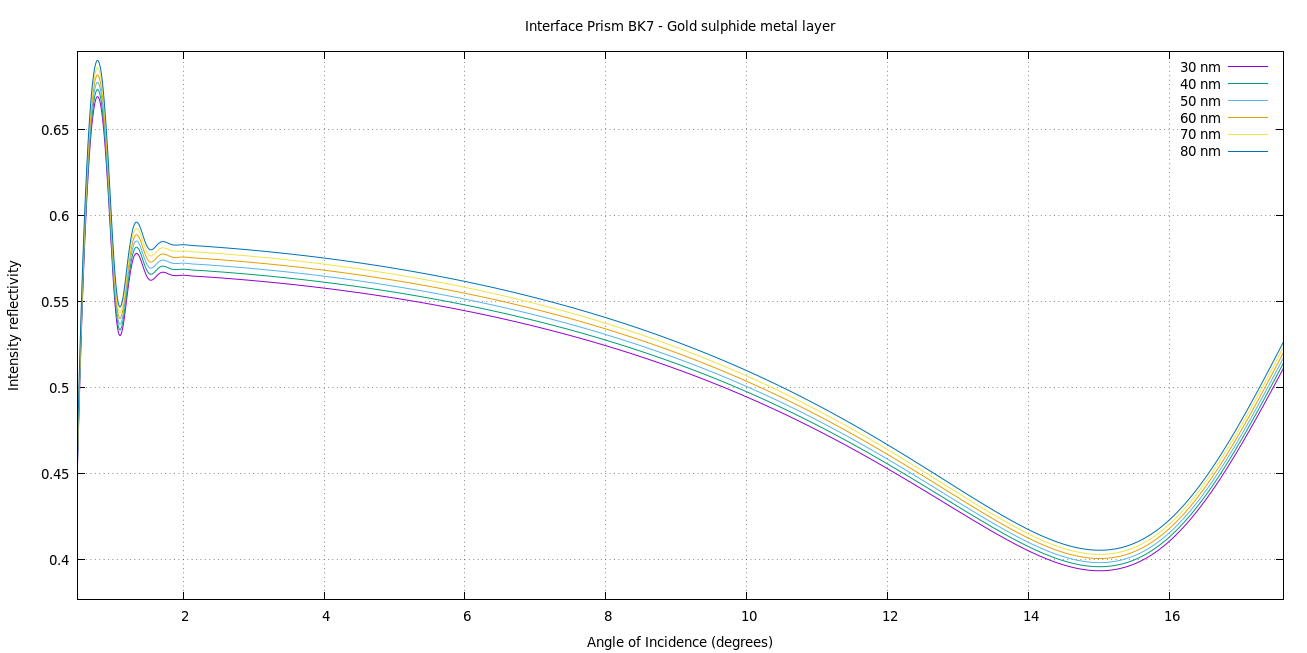 Interface Prism BK7 - Gold sulphide metal layer
30 nm
40 nm
50 nm
60 nm
70 nm
80 nm
0.65
0.6
0.55
0.5
0.45
0.4
Intensity reflectivity
2 4 6 8 10 12 14 16
Angle of Incidence (degrees)